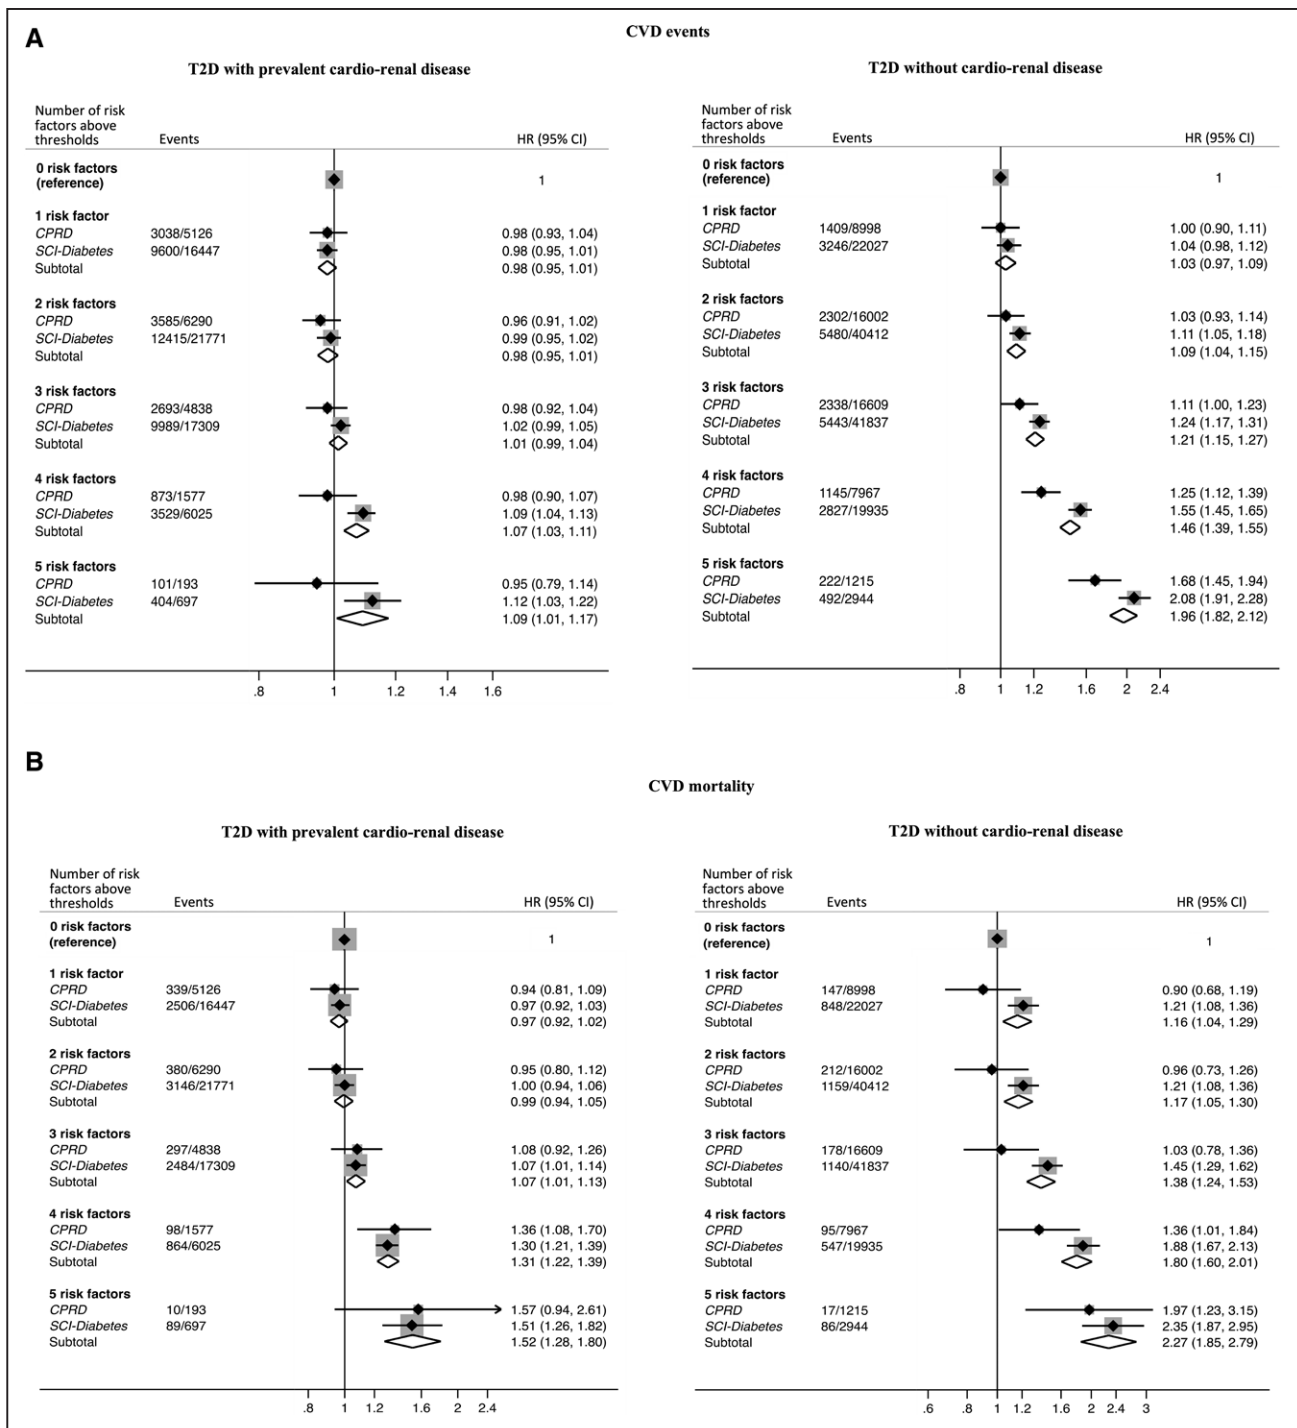 A
CVD events
T2D with prevalent cardio-renal disease
Number of risk
factors above
thresholds Events HR (95% CI)
0 risk factors
(reference) 1
1 risk factor
CPRD 3038/5126 0.98 (0.93, 1.04)
SCI-Diabetes 9600/16447 0.98 (0.95, 1.01)
Subtotal 0.98 (0.95, 1.01)
2 risk factors
CPRD 3585/6290 0.96 (0.91, 1.02)
SCI-Diabetes 12415/21771 0.99 (0.95, 1.02)
Subtotal 0.98 (0.95, 1.01)
3 risk factors
CPRD 2693/4838 0.98 (0.92, 1.04)
SCI-Diabetes 9989/17309 1.02 (0.99, 1.05)
Subtotal 1.01 (0.99, 1.04)
4 risk factors
CPRD 873/1577 0.98 (0.90, 1.07)
SCI-Diabetes 3529/6025 1.09 (1.04, 1.13)
Subtotal 1.07 (1.03, 1.11)
5 risk factors
CPRD 101/193 0.95 (0.79, 1.14)
SCI-Diabetes 404/697 1.12 (1.03, 1.22)
Subtotal 1.09 (1.01, 1.17)
.8 1 1.2 1.4 1.6
T2D without cardio-renal disease
Number of risk
factors above
thresholds Events HR (95% CI)
0 risk factors
(reference) 1
1 risk factor
CPRD 1409/8998 1.00 (0.90, 1.11)
SCI-Diabetes 3246/22027 1.04 (0.98, 1.12)
Subtotal 1.03 (0.97, 1.09)
2 risk factors
CPRD 2302/16002 1.03 (0.93, 1.14)
SCI-Diabetes 5480/40412 1.11 (1.05, 1.18)
Subtotal 1.09 (1.04, 1.15)
3 risk factors
CPRD 2338/16609 1.11 (1.00, 1.23)
SCI-Diabetes 5443/41837 1.24 (1.17, 1.31)
Subtotal 1.21 (1.15, 1.27)
4 risk factors
CPRD 1145/7967 1.25 (1.12, 1.39)
SCI-Diabetes 2827/19935 1.55 (1.45, 1.65)
Subtotal 1.46 (1.39, 1.55)
5 risk factors
CPRD 222/1215 1.68 (1.45, 1.94)
SCI-Diabetes 492/2944 2.08 (1.91, 2.28)
Subtotal 1.96 (1.82, 2.12)
.8 1 1.2 1.6 2 2.4
B
CVD mortality
T2D with prevalent cardio-renal disease
Number of risk
factors above
thresholds Events HR (95% CI)
0 risk factors
(reference) 1
1 risk factor
CPRD 339/5126 0.94 (0.81, 1.09)
SCI-Diabetes 2506/16447 0.97 (0.92, 1.03)
Subtotal 0.97 (0.92, 1.02)
2 risk factors
CPRD 380/6290 0.95 (0.80, 1.12)
SCI-Diabetes 3146/21771 1.00 (0.94, 1.06)
Subtotal 0.99 (0.94, 1.05)
3 risk factors
CPRD 297/4838 1.08 (0.92, 1.26)
SCI-Diabetes 2484/17309 1.07 (1.01, 1.14)
Subtotal 1.07 (1.01, 1.13)
4 risk factors
CPRD 98/1577 1.36 (1.08, 1.70)
SCI-Diabetes 864/6025 1.30 (1.21, 1.39)
Subtotal 1.31 (1.22, 1.39)
5 risk factors
CPRD 10/193 1.57 (0.94, 2.61)
SCI-Diabetes 89/697 1.51 (1.26, 1.82)
Subtotal 1.52 (1.28, 1.80)
.8 1 1.2 1.6 2 2.4
T2D without cardio-renal disease
Number of risk
factors above
thresholds Events HR (95% CI)
0 risk factors
(reference) 1
1 risk factor
CPRD 147/8998 0.90 (0.68, 1.19)
SCI-Diabetes 848/22027 1.21 (1.08, 1.36)
Subtotal 1.16 (1.04, 1.29)
2 risk factors
CPRD 212/16002 0.96 (0.73, 1.26)
SCI-Diabetes 1159/40412 1.21 (1.08, 1.36)
Subtotal 1.17 (1.05, 1.30)
3 risk factors
CPRD 178/16609 1.03 (0.78, 1.36)
SCI-Diabetes 1140/41837 1.45 (1.29, 1.62)
Subtotal 1.38 (1.24, 1.53)
4 risk factors
CPRD 95/7967 1.36 (1.01, 1.84)
SCI-Diabetes 547/19935 1.88 (1.67, 2.13)
Subtotal 1.80 (1.60, 2.01)
5 risk factors
CPRD 17/1215 1.97 (1.23, 3.15)
SCI-Diabetes 86/2944 2.35 (1.87, 2.95)
Subtotal 2.27 (1.85, 2.79)
.6 .8 1 1.2 1.6 2 2.4 3